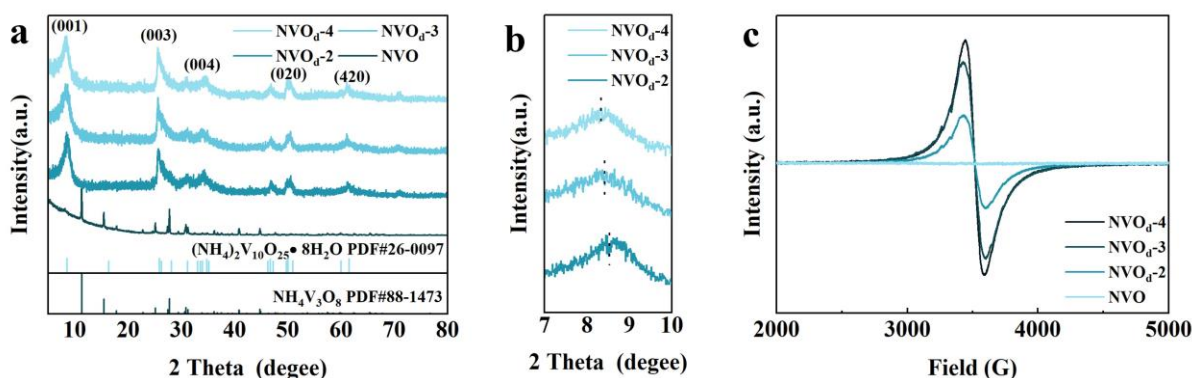 a
(001)
(003)
(004)
(020)
(420)
NVOd-4
NVOd-3
NVOd-2
NVO
Intensity(a.u.)
(NH4)2V10O25• 8H2O PDF#26-0097
NH4V3O8 PDF#88-1473
10 20 30 40 50 60 70 80
2 Theta (degee)
b
NVOd-4
NVOd-3
NVOd-2
Intensity(a.u.)
7 8 9 10
2 Theta (degee)
c
Intensity (a.u.)
NVOd-4
NVOd-3
NVOd-2
NVO
2000 3000 4000 5000
Field (G)